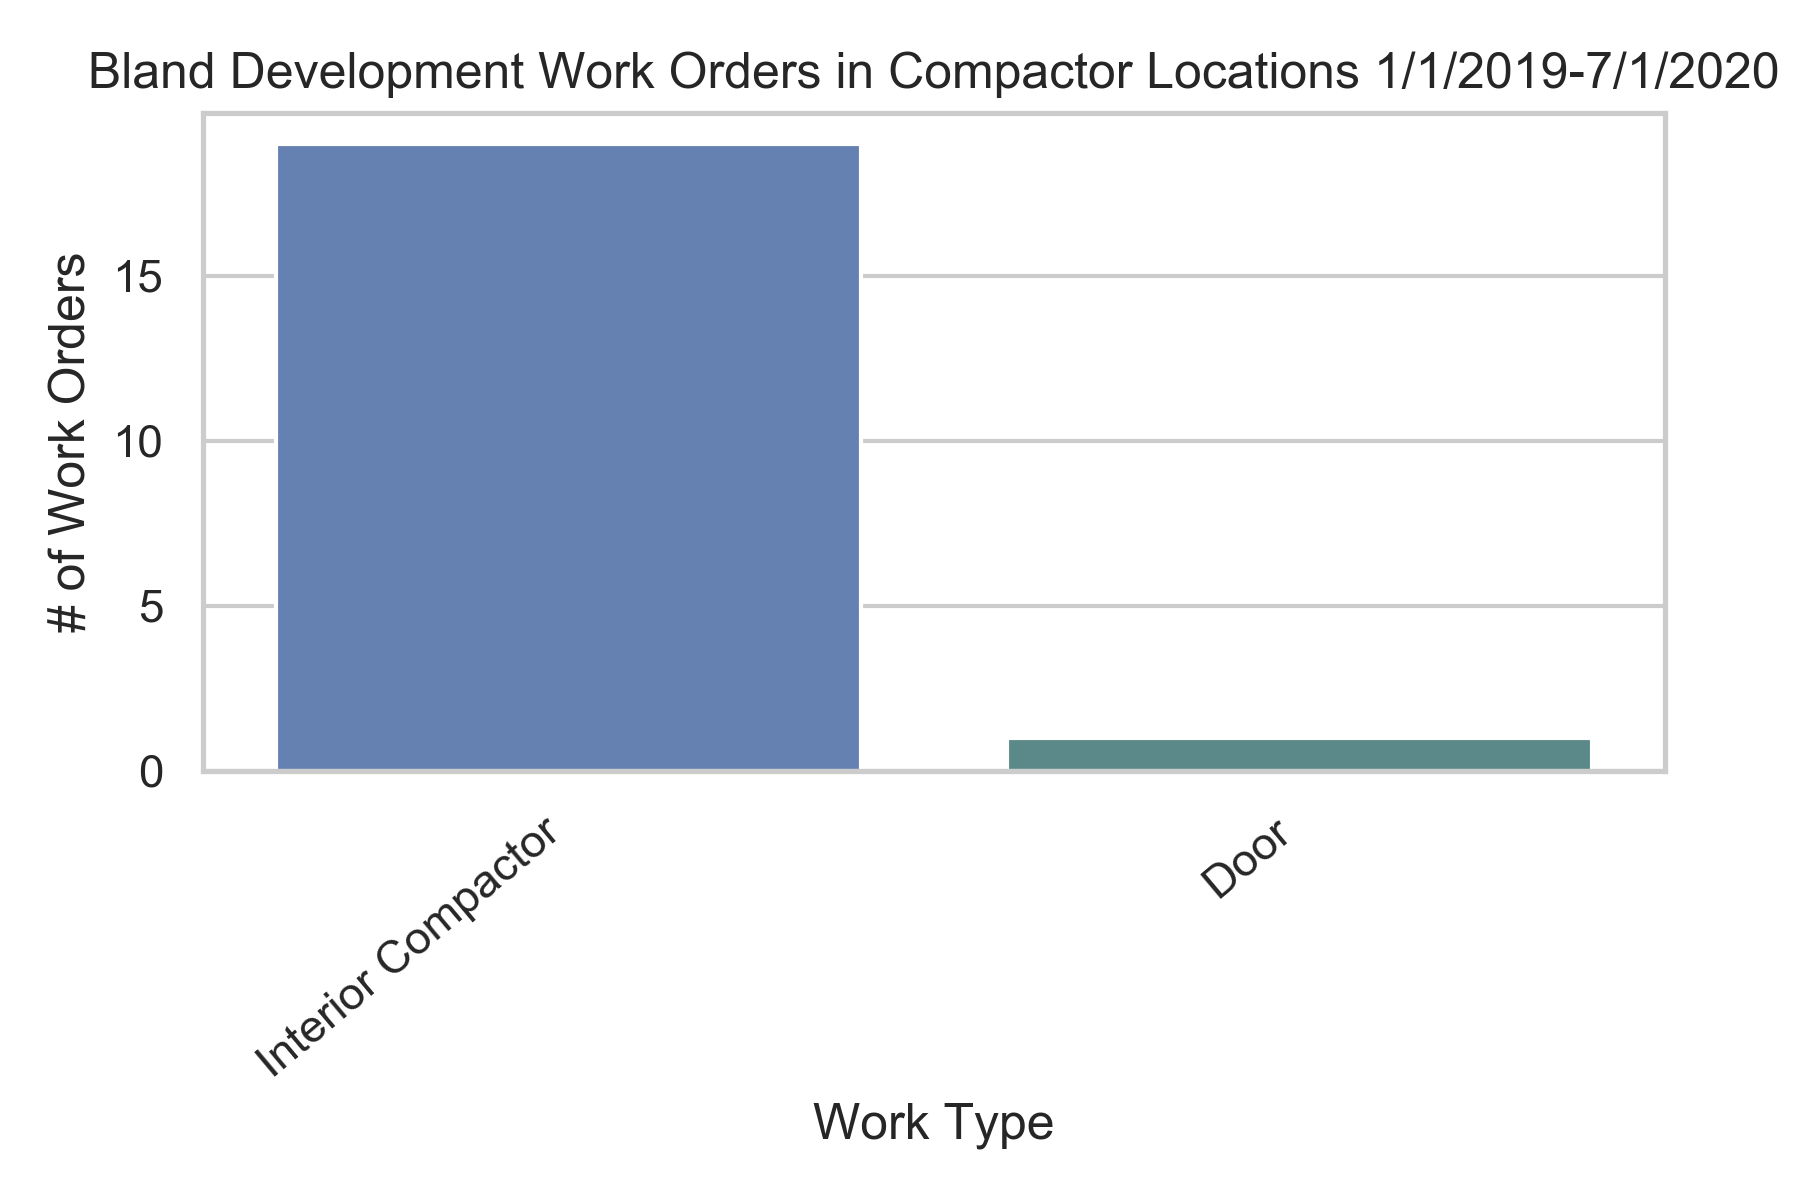 Bland Development Work Orders in Compactor Locations 1/1/2019-7/1/2020
# of Work Orders
15
10
5
0
Interior Compactor
Door
Work Type